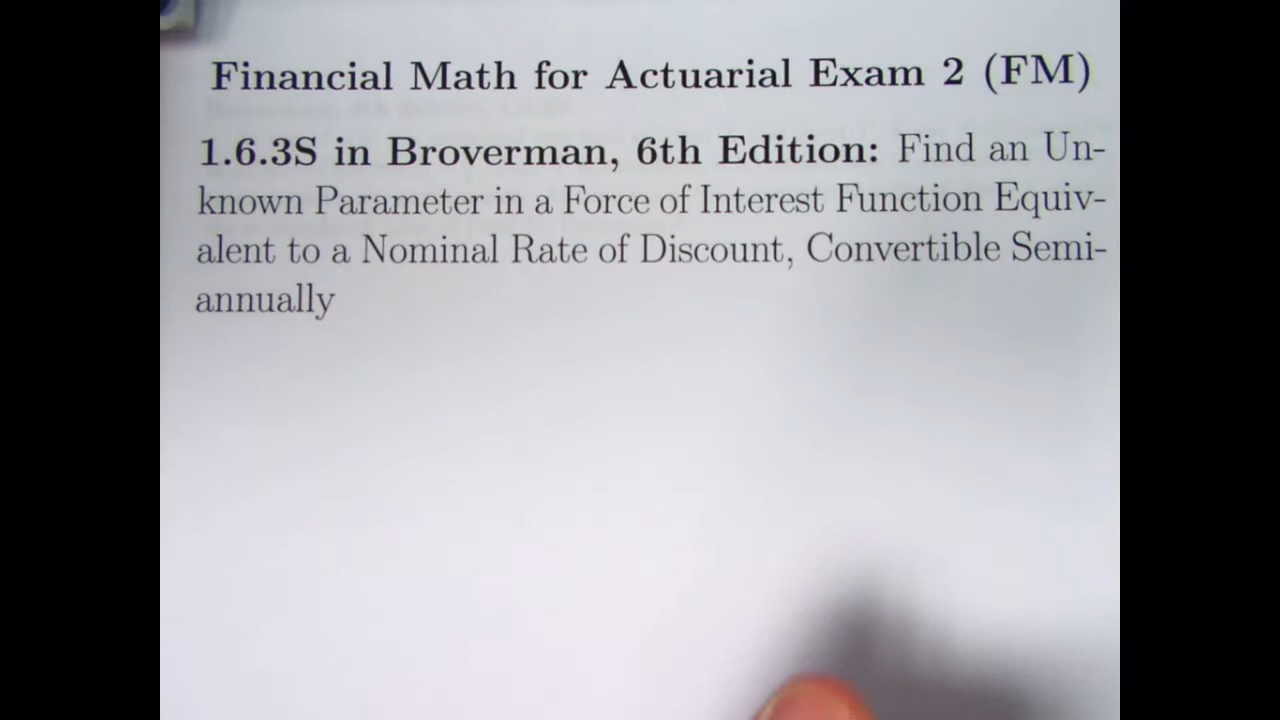 Financial Math for Actuarial Exam 2 (FM)
1.6.3S in Broverman, 6th Edition: Find an Un-
known Parameter in a Force of Interest Function Equiv-
alent to a Nominal Rate of Discount, Convertible Semi-
annually